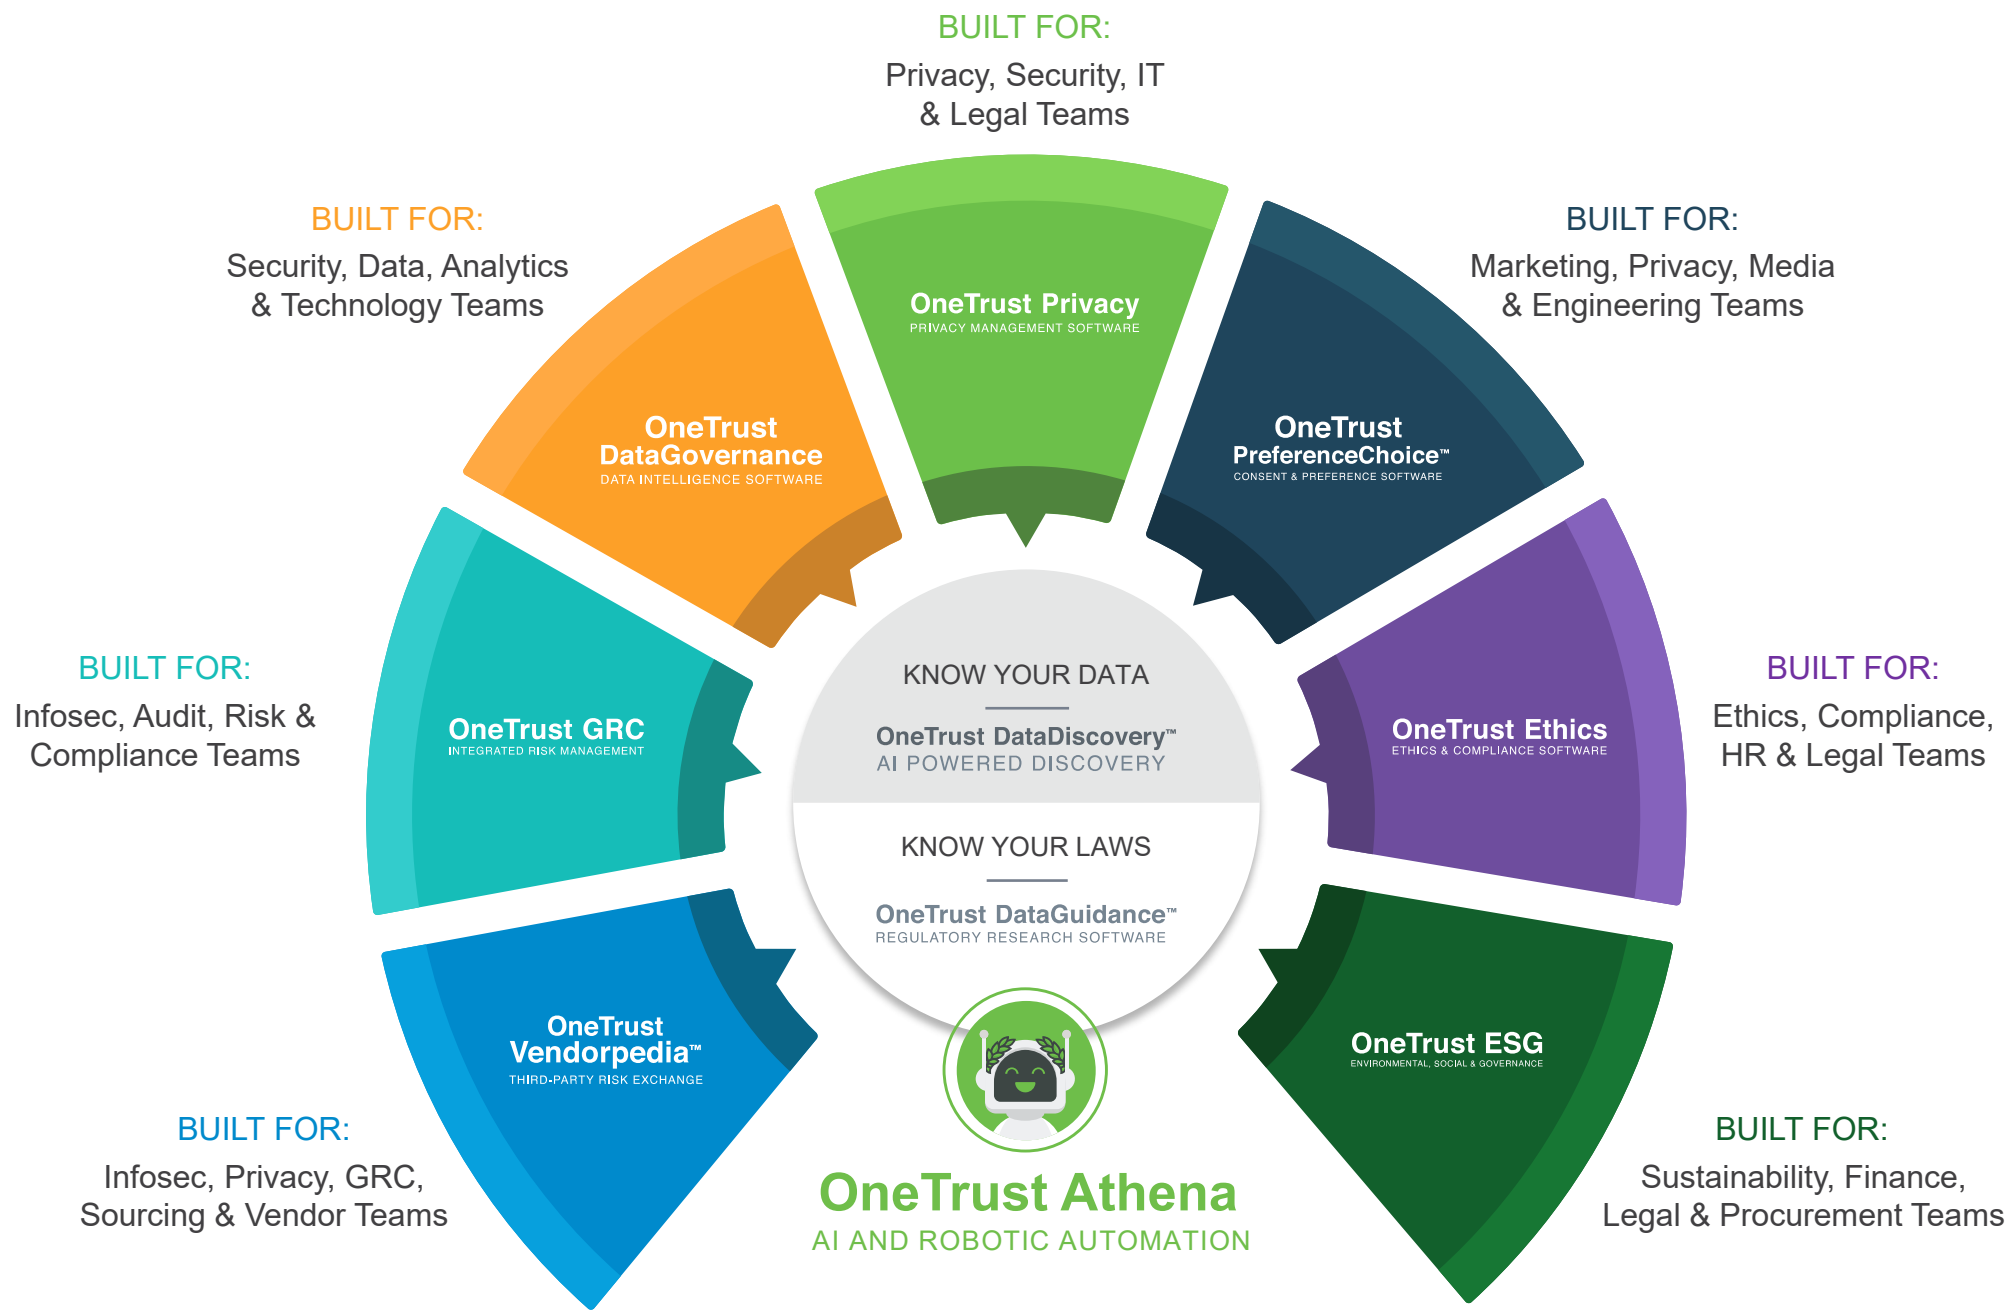 BUILT FOR:
Privacy, Security, IT
& Legal Teams
BUILT FOR:
Security, Data, Analytics
& Technology Teams
BUILT FOR:
Marketing, Privacy, Media
& Engineering Teams
OneTrust Privacy
PRIVACY MANAGEMENT SOFTWARE
OneTrust
DataGovernance
DATA INTELLIGENCE SOFTWARE
OneTrust
PreferenceChoice™
CONSENT & PREFERENCE SOFTWARE
BUILT FOR:
Infosec, Audit, Risk &
Compliance Teams
OneTrust GRC
INTEGRATED RISK MANAGEMENT
KNOW YOUR DATA
OneTrust DataDiscovery™
AI POWERED DISCOVERY
KNOW YOUR LAWS
OneTrust DataGuidance™
REGULATORY RESEARCH SOFTWARE
OneTrust Ethics
ETHICS & COMPLIANCE SOFTWARE
BUILT FOR:
Ethics, Compliance,
HR & Legal Teams
OneTrust
Vendorpedia™
THIRD-PARTY RISK EXCHANGE
OneTrust ESG
ENVIRONMENTAL, SOCIAL & GOVERNANCE
BUILT FOR:
Infosec, Privacy, GRC,
Sourcing & Vendor Teams
OneTrust Athena
AI AND ROBOTIC AUTOMATION
BUILT FOR:
Sustainability, Finance,
Legal & Procurement Teams